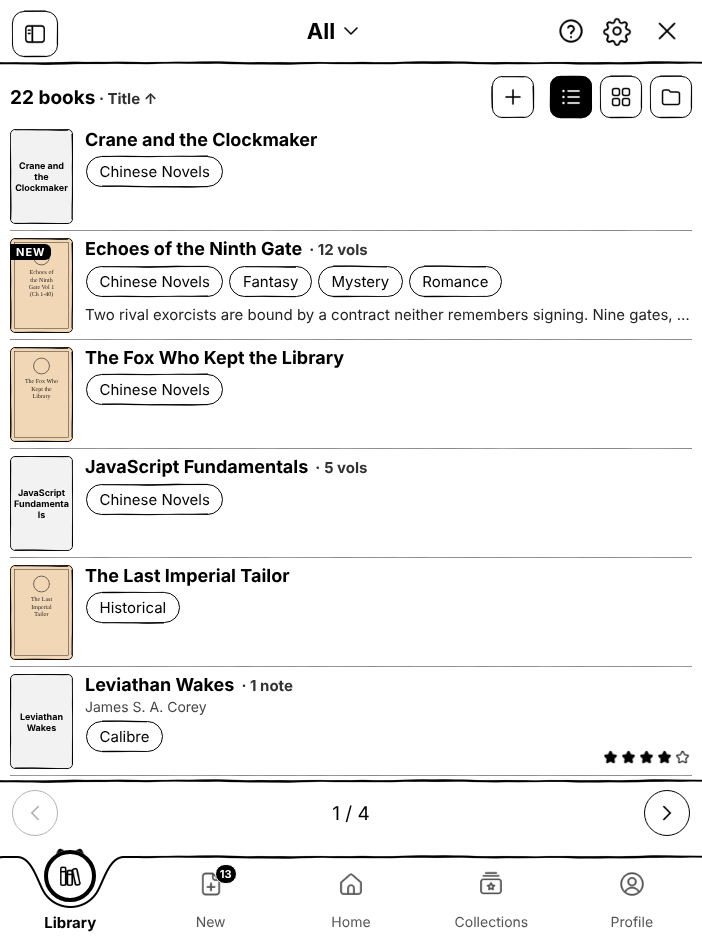 All
22 books · Title ↑
Crane and the Clockmaker
Crane and
the
Clockmaker
Chinese Novels
NEW
Echoes of
the Ninth
Gate Vol 1
(Ch 1-40)
Echoes of the Ninth Gate · 12 vols
Chinese Novels Fantasy Mystery Romance
Two rival exorcists are bound by a contract neither remembers signing. Nine gates, ...
The Fox Who
Kept the
Library
The Fox Who Kept the Library
Chinese Novels
JavaScript
Fundamenta
ls
JavaScript Fundamentals · 5 vols
Chinese Novels
The Last
Imperial
Tailor
The Last Imperial Tailor
Historical
Leviathan
Wakes
Leviathan Wakes · 1 note
James S. A. Corey
Calibre
1 / 4
13
Library New Home Collections Profile